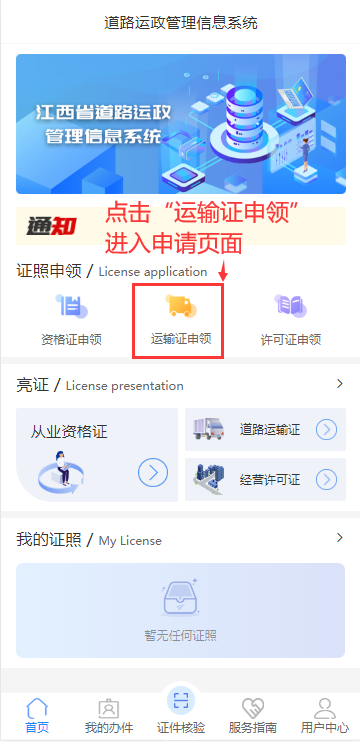 道路运政管理信息系统
江西省道路运政
管理信息系统
通知
点击“运输证申领”
进入申请页面
证照申领 / License application
资格证申领
运输证申领
许可证申领
亮证 / License presentation
从业资格证
道路运输证
经营许可证
我的证照 / My License
暂无任何证照
首页
我的办件
证件核验
服务指南
用户中心